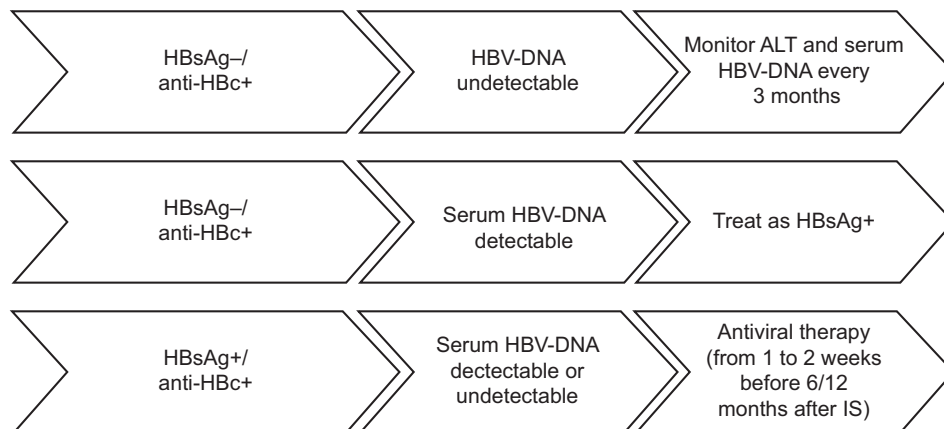 HBsAg–/
anti-HBc+
HBV-DNA
undetectable
Monitor ALT and serum
HBV-DNA every
3 months
HBsAg–/
anti-HBc+
Serum HBV-DNA
detectable
Treat as HBsAg+
HBsAg+/
anti-HBc+
Serum HBV-DNA
dectectable or
undetectable
Antiviral therapy
(from 1 to 2 weeks
before 6/12
months after IS)